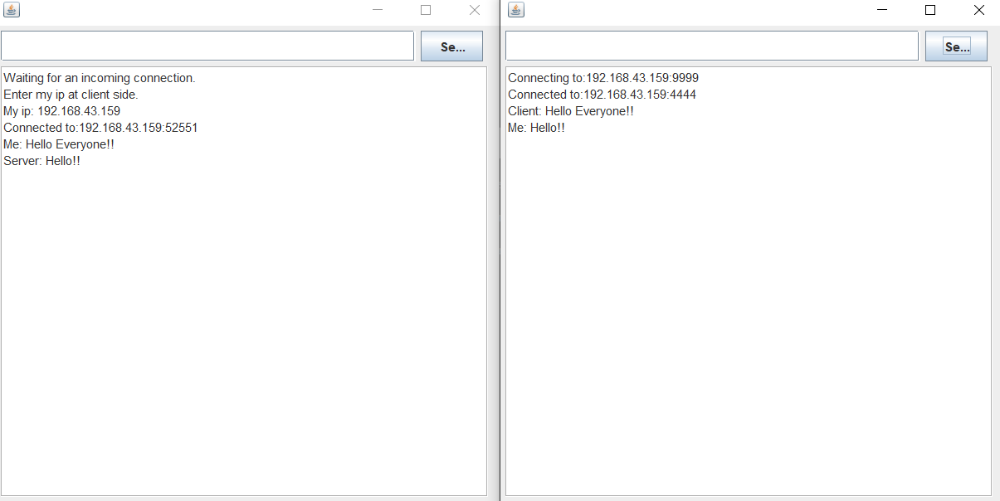 Se...
Waiting for an incoming connection.
Enter my ip at client side.
My ip: 192.168.43.159
Connected to:192.168.43.159:52551
Me: Hello Everyone!!
Server: Hello!!
Se...
Connecting to:192.168.43.159:9999
Connected to:192.168.43.159:4444
Client: Hello Everyone!!
Me: Hello!!